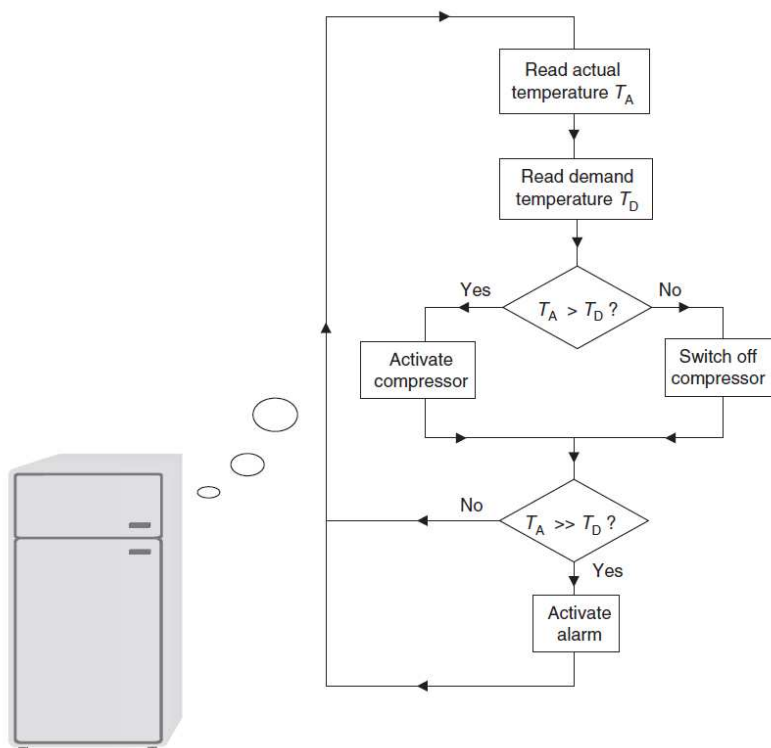 Read actual
temperature T_A
Read demand
temperature T_D
Yes
No
T_A > T_D ?
Activate
compressor
Switch off
compressor
No
T_A >> T_D ?
Yes
Activate
alarm